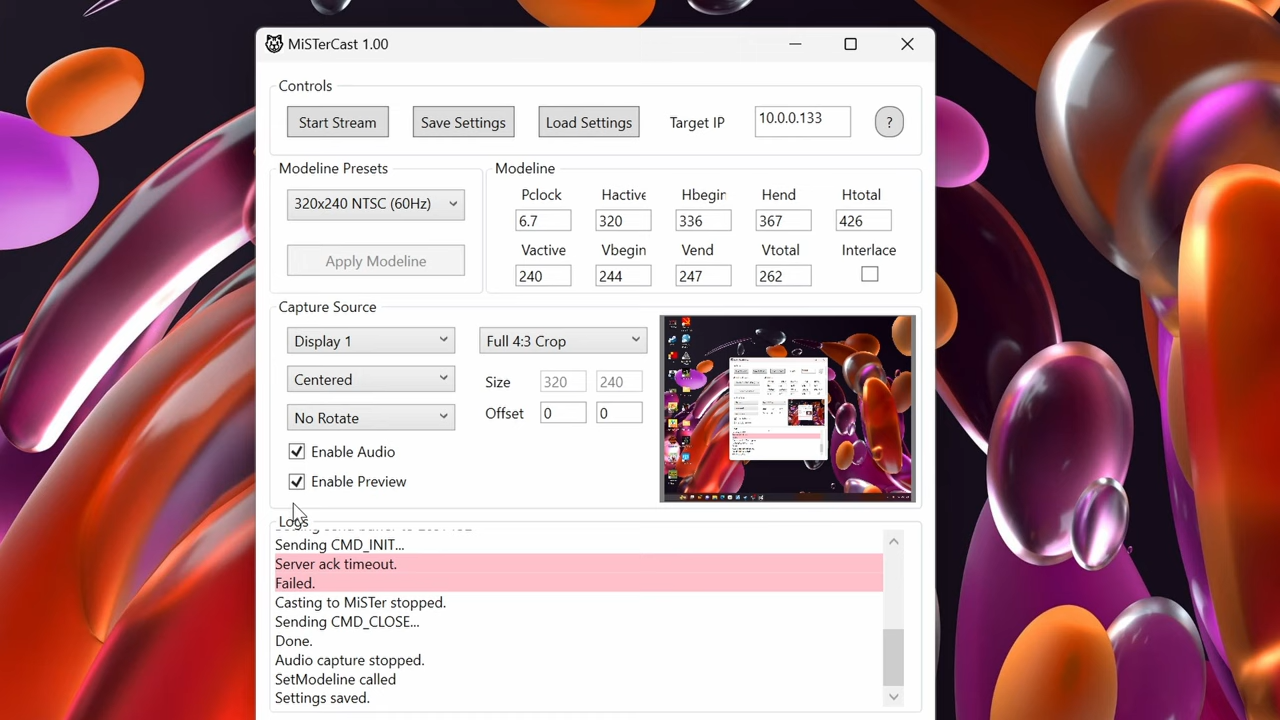 MiSTerCast 1.00
Controls
Start Stream Save Settings Load Settings Target IP 10.0.0.133 ?
Modeline Presets
320x240 NTSC (60Hz)
Apply Modeline
Modeline
Pclock Hactive Hbegin Hend Htotal
6.7 320 336 367 426
Vactive Vbegin Vend Vtotal Interlace
240 244 247 262
Capture Source
Display 1 Full 4:3 Crop
Centered Size 320 240
No Rotate Offset 0 0
Enable Audio
Enable Preview
Logs
Sending CMD_INIT...
Server ack timeout.
Failed.
Casting to MiSTer stopped.
Sending CMD_CLOSE...
Done.
Audio capture stopped.
SetModeline called
Settings saved.